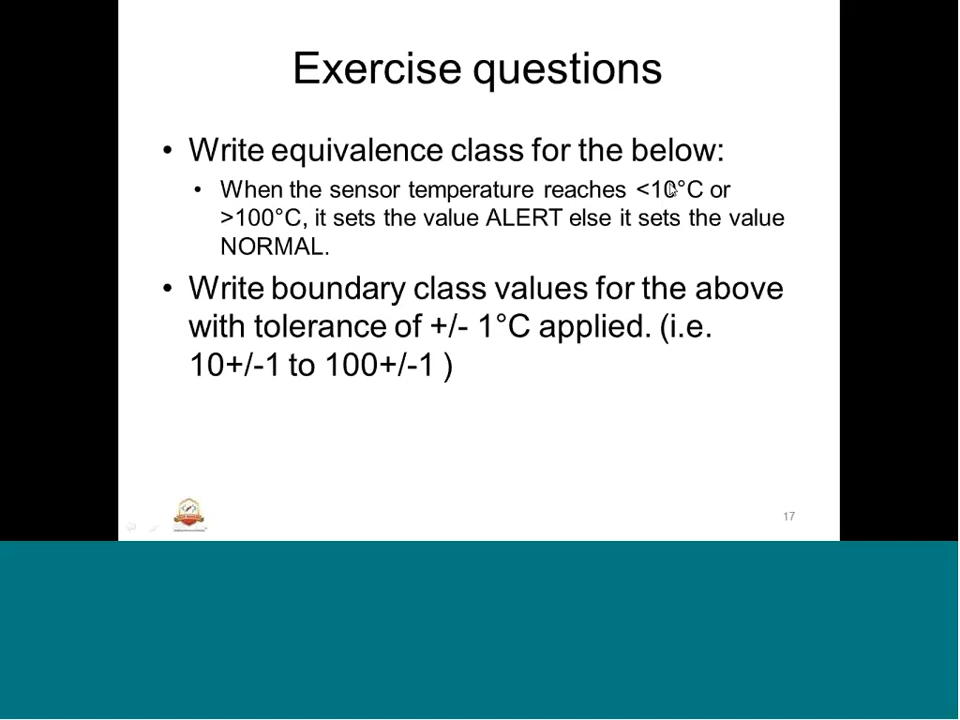 Exercise questions
• Write equivalence class for the below:
• When the sensor temperature reaches <10°C or
>100°C, it sets the value ALERT else it sets the value
NORMAL.
• Write boundary class values for the above
with tolerance of +/- 1°C applied. (i.e.
10+/-1 to 100+/-1 )
17